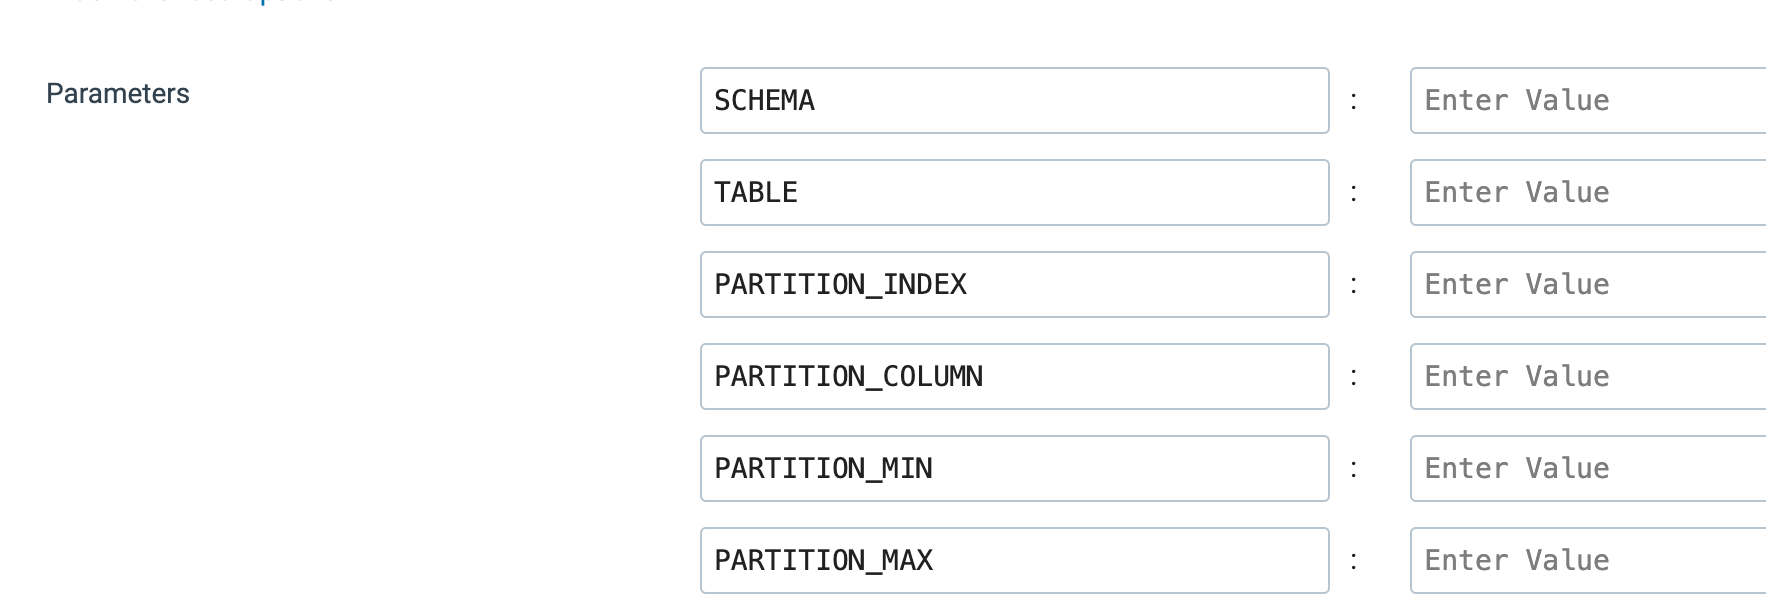 Parameters
SCHEMA : Enter Value
TABLE : Enter Value
PARTITION_INDEX : Enter Value
PARTITION_COLUMN : Enter Value
PARTITION_MIN : Enter Value
PARTITION_MAX : Enter Value